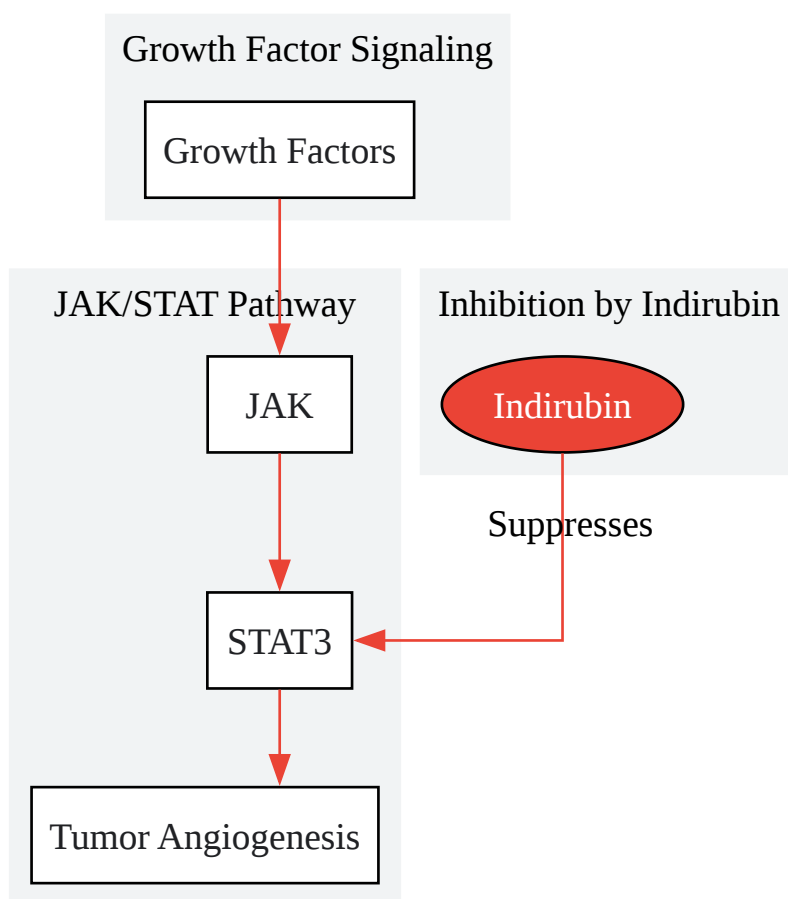 Growth Factor Signaling
Growth Factors
JAK/STAT Pathway
Inhibition by Indirubin
JAK
Indirubin
Suppresses
STAT3
Tumor Angiogenesis